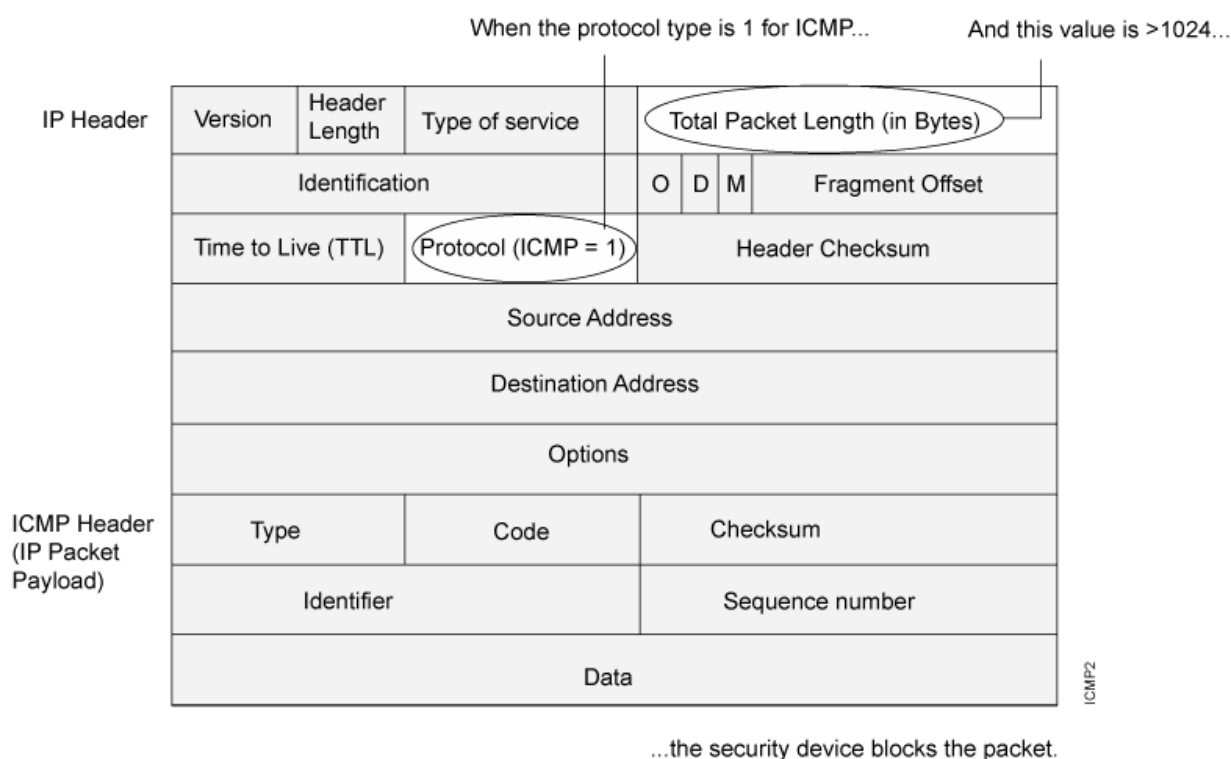 When the protocol type is 1 for ICMP...
And this value is >1024...
IP Header
Version
Header
Length
Type of service
Total Packet Length (in Bytes)
Identification
O
D
M
Fragment Offset
Time to Live (TTL)
Protocol (ICMP = 1)
Header Checksum
Source Address
Destination Address
Options
ICMP Header
(IP Packet
Payload)
Type
Code
Checksum
Identifier
Sequence number
Data
ICMP2
...the security device blocks the packet.